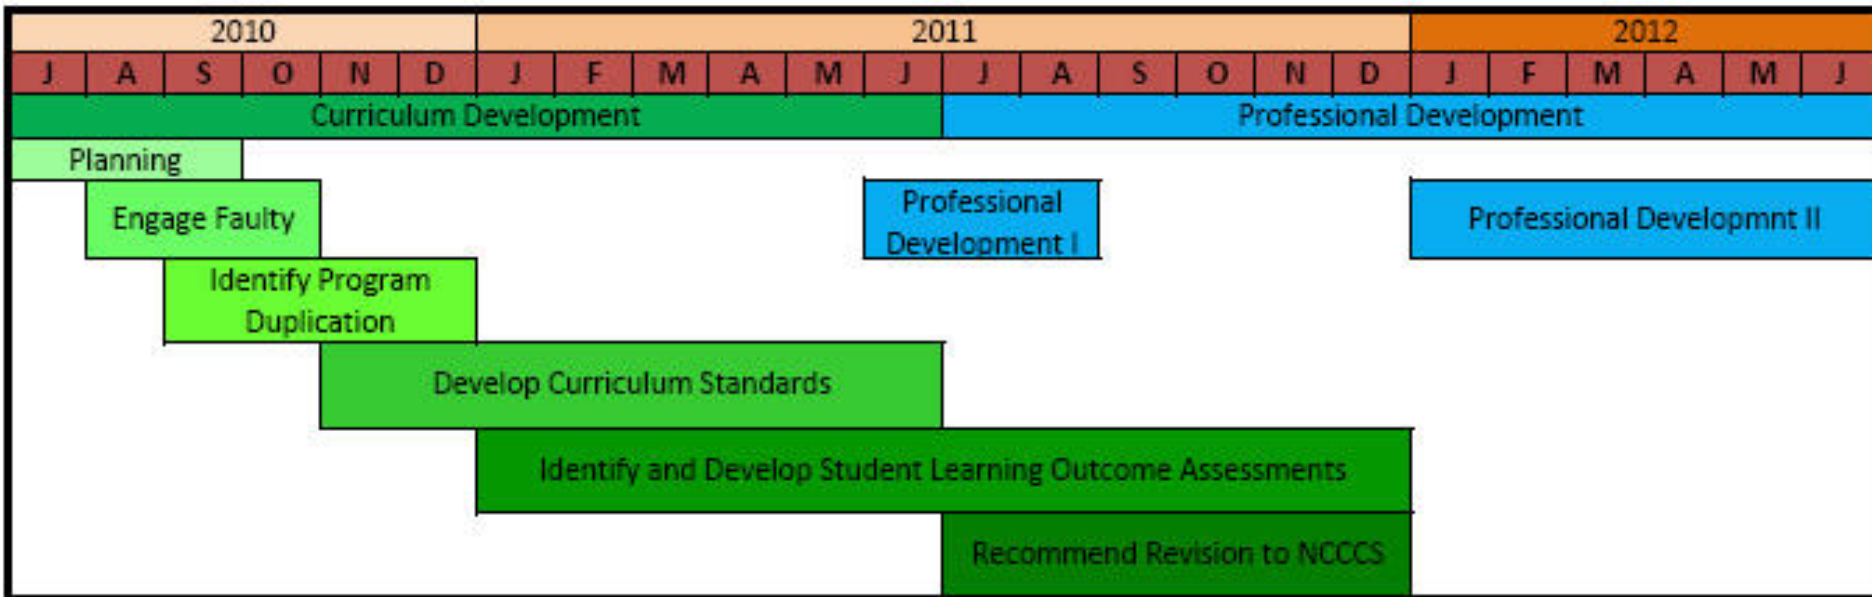 2010 2011 2012
J A S O N D J F M A M J J A S O N D J F M A M J
Curriculum Development Professional Development
Planning
Engage Faulty
Professional
Development I
Professional Developmnt II
Identify Program
Duplication
Develop Curriculum Standards
Identify and Develop Student Learning Outcome Assessments
Recommend Revision to NCCCS